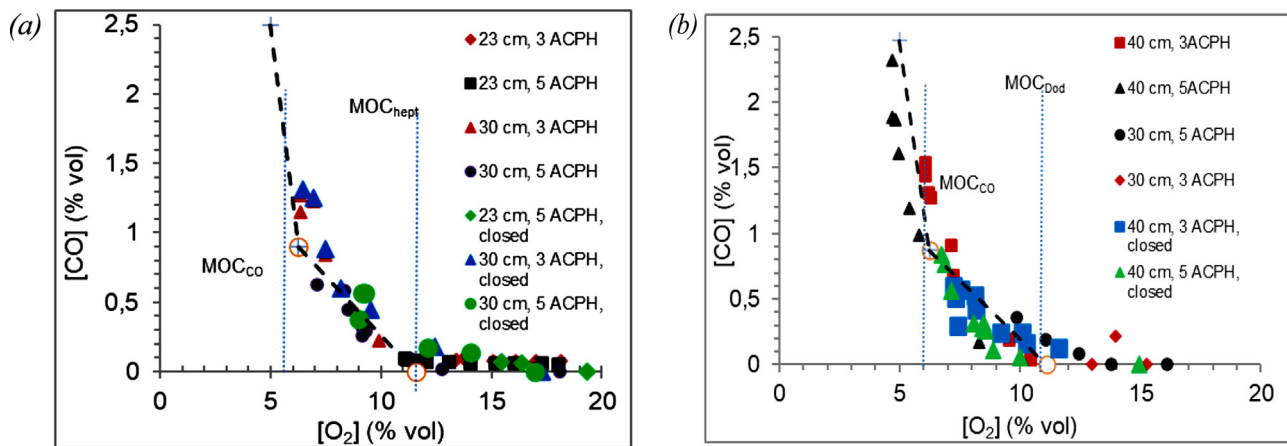 (a)
2,5
2
1,5
1
0,5
0
0
5
10
15
20
[CO] (% vol)
[O2] (% vol)
MOCCO
MOChept
23 cm, 3 ACPH
23 cm, 5 ACPH
30 cm, 3 ACPH
30 cm, 5 ACPH
23 cm, 5 ACPH,
closed
30 cm, 3 ACPH,
closed
30 cm, 5 ACPH,
closed
(b)
2,5
2
1,5
1
0,5
0
0
5
10
15
20
[CO] (% vol)
[O2] (% vol)
MOCCO
MOCDod
40 cm, 3ACPH
40 cm, 5ACPH
30 cm, 5 ACPH
30 cm, 3 ACPH
40 cm, 3 ACPH,
closed
40 cm, 5 ACPH,
closed